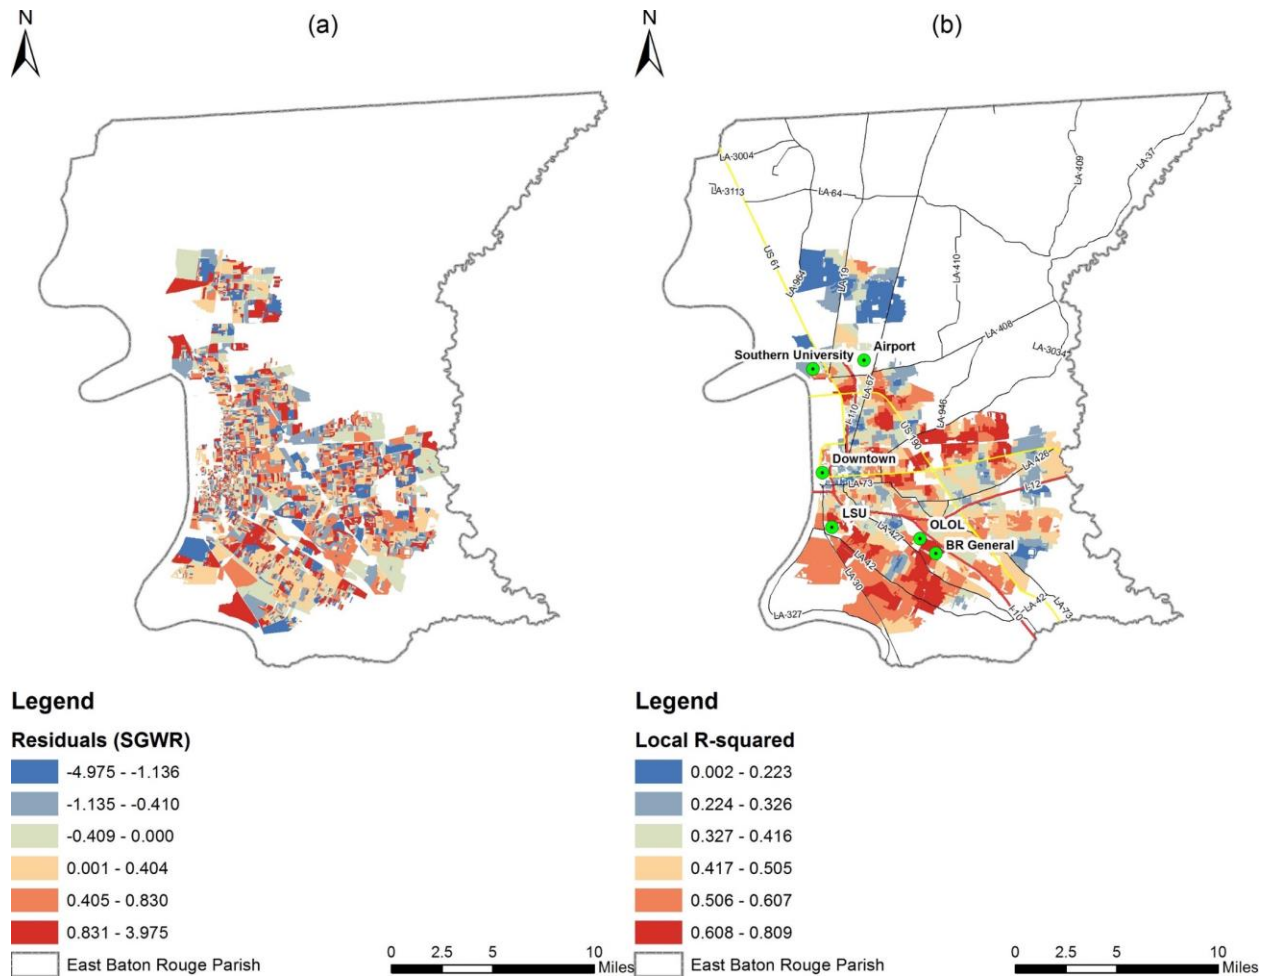 N
(a)
N
(b)
LA-3004
LA-3113
LA-64
LA-409
LA-37
US 61
LA-964
LA-19
LA-410
LA-408
LA-3034
Southern University
Airport
I-110
LA-67
LA-946
US 190
Downtown
LA-426
LA-73
I-12
LSU
OLOL
LA-427
BR General
LA-42
LA-30
LA-327
I-10
LA-42
LA-73
Legend
Residuals (SGWR)
-4.975 - -1.136
-1.135 - -0.410
-0.409 - 0.000
0.001 - 0.404
0.405 - 0.830
0.831 - 3.975
East Baton Rouge Parish
0 2.5 5 10
Miles
Legend
Local R-squared
0.002 - 0.223
0.224 - 0.326
0.327 - 0.416
0.417 - 0.505
0.506 - 0.607
0.608 - 0.809
East Baton Rouge Parish
0 2.5 5 10
Miles